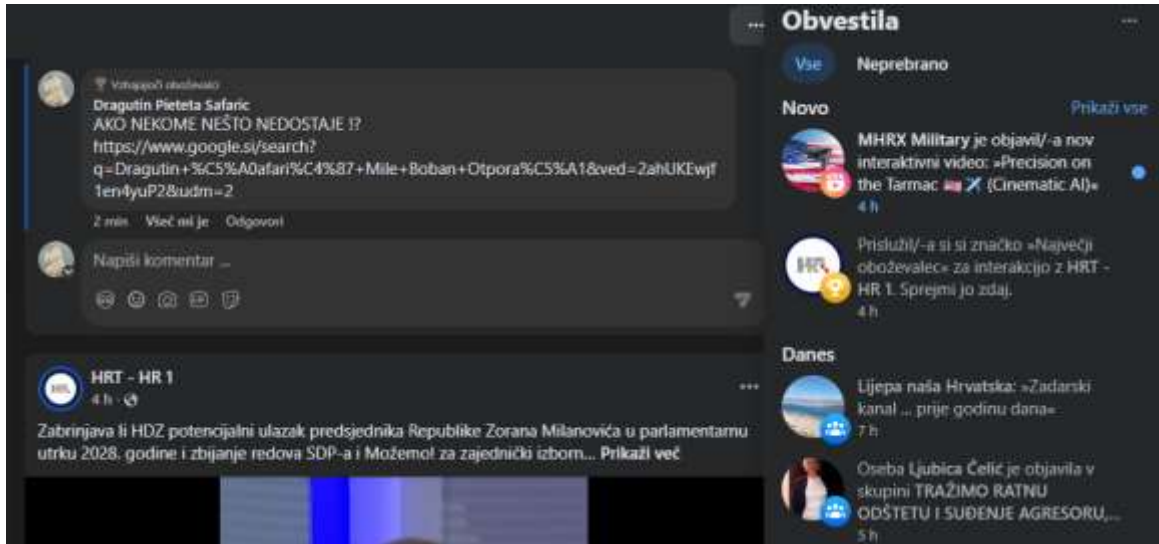 Vzhajajoči oboževalci
Dragutin Pieteta Safaric
AKO NEKOME NEŠTO NEDOSTAJE !?
https://www.google.si/search?
q=Dragutin+%C5%A0afari%C4%87+Mile+Boban+Otpora%C5%A1&ved=2ahUKEwjf
1en4yuP2&udm=2
2 min Všeč mi je Odgovori
Napiši komentar ...
HRT - HR 1
4 h
Zabrinjava li HDZ potencijalni ulazak predsjednika Republike Zorana Milanovića u parlamentarnu
utrku 2028. godine i zbijanje redova SDP-a i Možemo! za zajednički izborn... Prikaži več
Obvestila
Vse Neprebrano
Novo Prikaži vse
MHRX Military je objavil/-a nov
interaktivni video: »Precision on
the Tarmac 🇺🇸 ✈️ (Cinematic AI)«
4 h
Prislužil/-a si si značko »Največji
oboževalec« za interakcijo z HRT -
HR 1. Sprejmi jo zdaj.
4 h
Danes
Lijepa naša Hrvatska: »Zadarski
kanal ... prije godinu dana«
7 h
Oseba Ljubica Čelić je objavila v
skupini TRAŽIMO RATNU
ODŠTETU I SUĐENJE AGRESORU,...
5 h